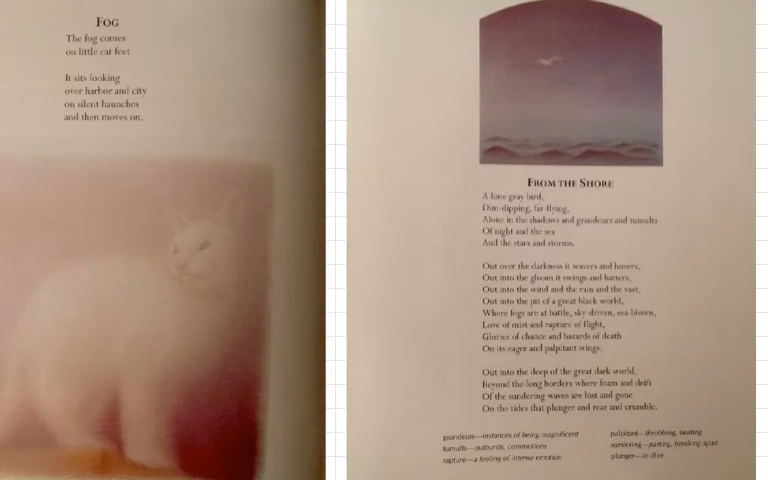 FOG
The fog comes
on little cat feet.
It sits looking
over harbor and city
on silent haunches
and then moves on.
FROM THE SHORE
A lone gray bird,
Dim-dipping, far-flying,
Alone in the shadows and grandeurs and tumults
Of night and the sea
And the stars and storms.
Out over the darkness it wavers and hovers,
Out into the gloom it swings and batters,
Out into the wind and the rain and the vast,
Out into the pit of a great black world,
Where fogs are at battle, sky-driven, sea-blown,
Love of mist and rapture of flight,
Glories of chance and hazards of death
On its eager and palpitant wings.
Out into the deep of the great dark world,
Beyond the long borders where foam and drift
Of the sundering waves are lost and gone
On the tides that plunge and rear and crumble.
grandeurs—instances of being magnificent
tumults—outbursts, commotions
rapture—a feeling of intense emotion
palpitant—throbbing, beating
sundering—parting, breaking apart
plunge—to dive